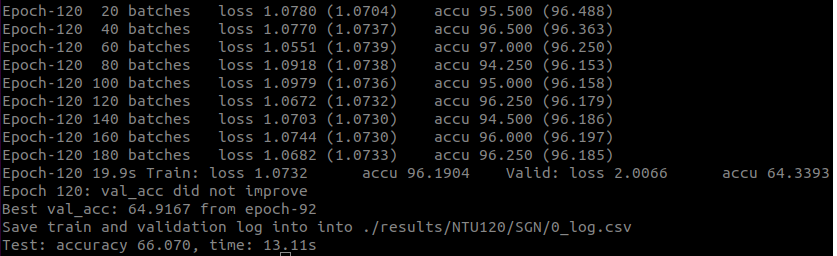 Epoch-120  20 batches   loss 1.0780 (1.0704)    accu 95.500 (96.488)
Epoch-120  40 batches   loss 1.0770 (1.0737)    accu 96.500 (96.363)
Epoch-120  60 batches   loss 1.0551 (1.0739)    accu 97.000 (96.250)
Epoch-120  80 batches   loss 1.0918 (1.0738)    accu 94.250 (96.153)
Epoch-120 100 batches   loss 1.0979 (1.0736)    accu 95.000 (96.158)
Epoch-120 120 batches   loss 1.0672 (1.0732)    accu 96.250 (96.179)
Epoch-120 140 batches   loss 1.0703 (1.0730)    accu 94.500 (96.186)
Epoch-120 160 batches   loss 1.0744 (1.0730)    accu 96.000 (96.197)
Epoch-120 180 batches   loss 1.0682 (1.0733)    accu 96.250 (96.185)
Epoch-120 19.9s Train: loss 1.0732      accu 96.1904    Valid: loss 2.0066      accu 64.3393
Epoch 120: val_acc did not improve
Best val_acc: 64.9167 from epoch-92
Save train and validation log into into ./results/NTU120/SGN/0_log.csv
Test: accuracy 66.070, time: 13.11s